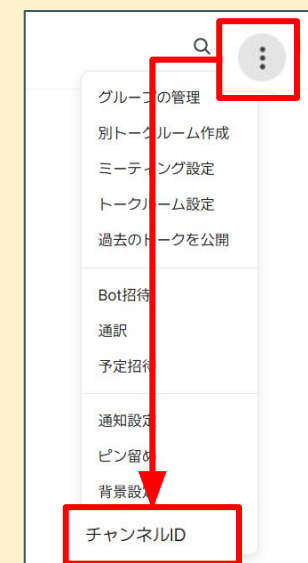 グループの管理
別トークルーム作成
ミーティング設定
トークルーム設定
過去のトークを公開
Bot招待
通訳
予定招待
通知設定
ピン留め
背景設定
チャンネルID